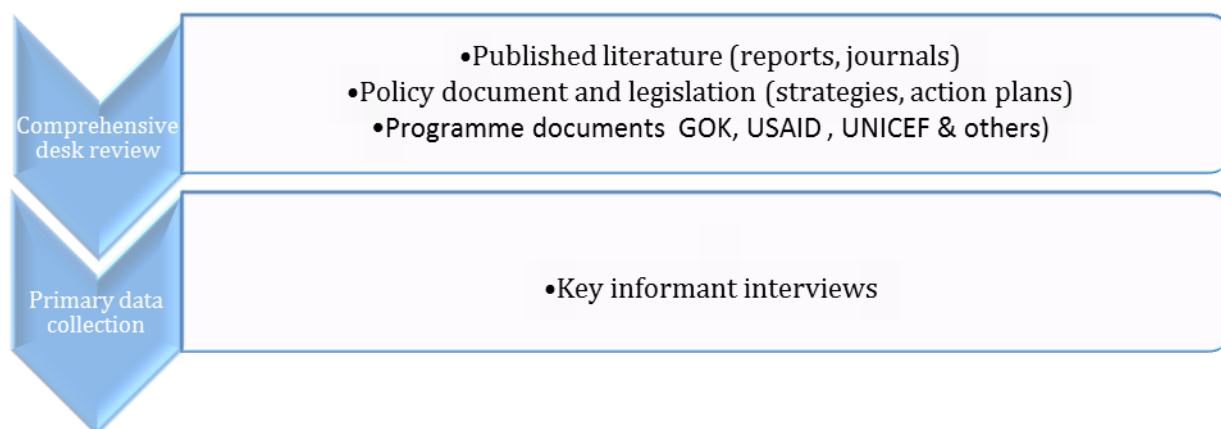 Comprehensive
desk review
•Published literature (reports, journals)
•Policy document and legislation (strategies, action plans)
•Programme documents  GOK, USAID , UNICEF & others)
Primary data
collection
•Key informant interviews